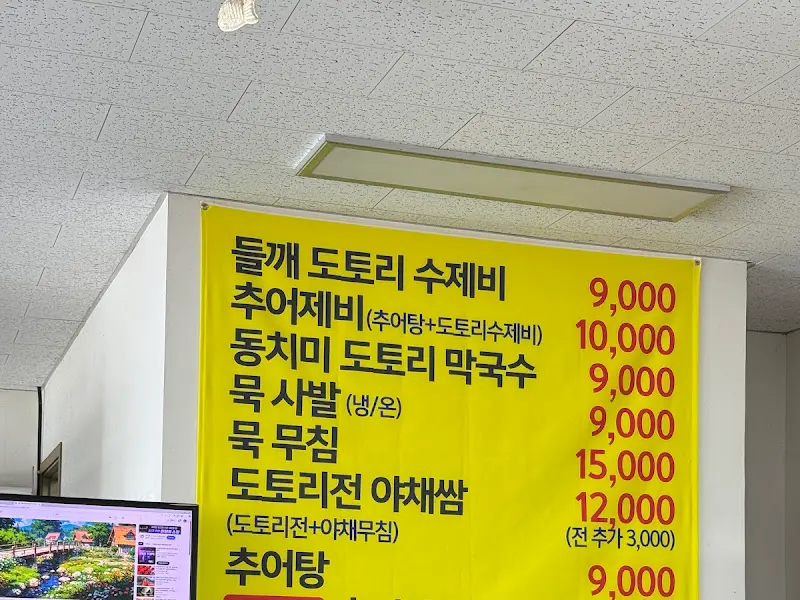 들깨 도토리 수제비 9,000
추어제비(추어탕+도토리수제비) 10,000
동치미 도토리 막국수 9,000
묵 사발 (냉/온) 9,000
묵 무침 15,000
도토리전 야채쌈 12,000
(도토리전+야채무침) (전 추가 3,000)
추어탕 9,000